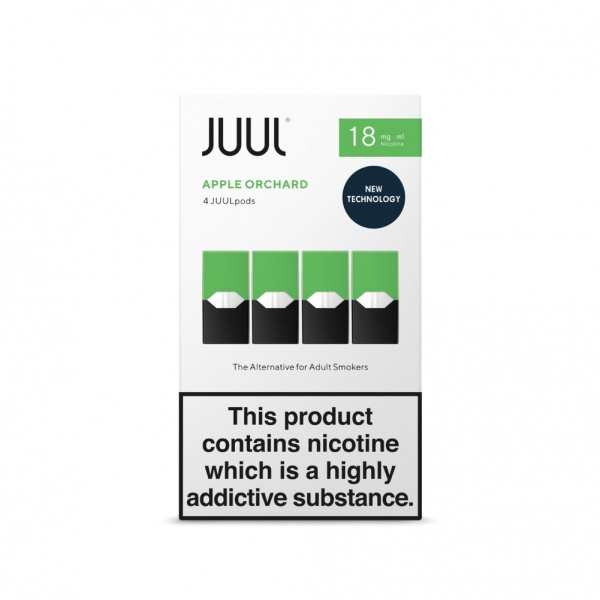 JUUL®
18 mg/ml
Nicotine
APPLE ORCHARD
4 JUULpods
NEW
TECHNOLOGY
The Alternative for Adult Smokers
This product
contains nicotine
which is a highly
addictive substance.